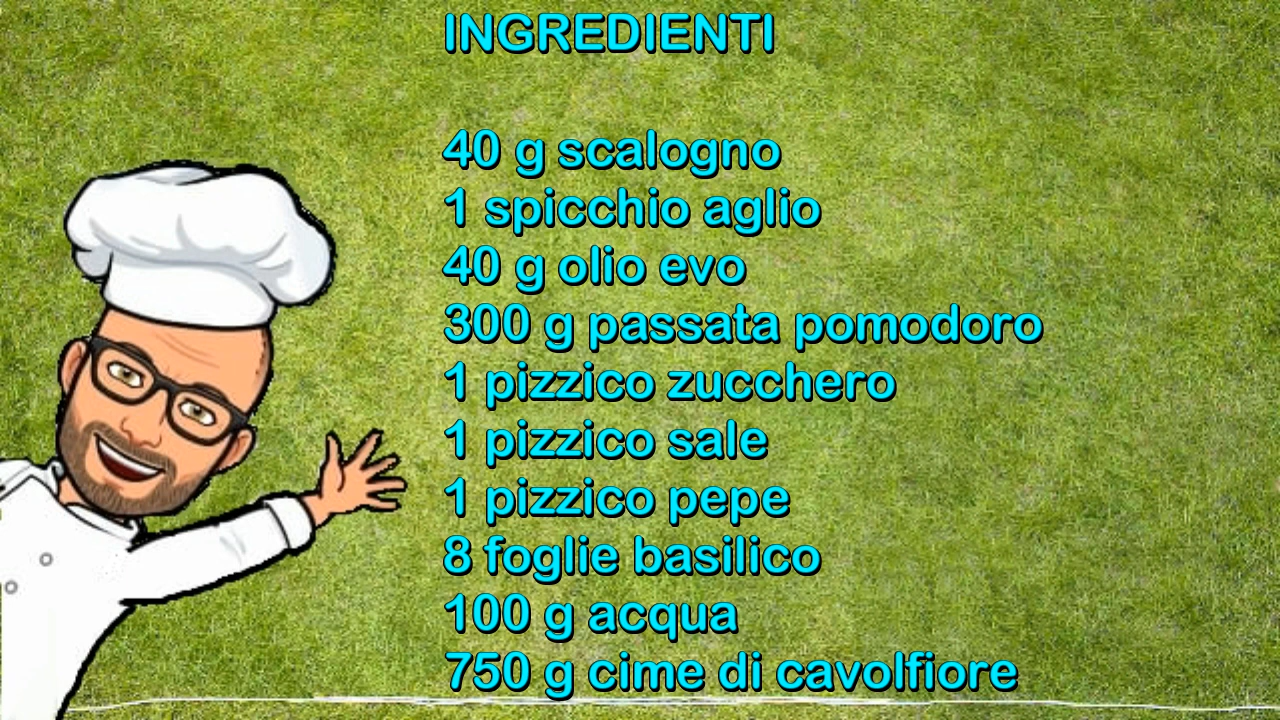 INGREDIENTI
40 g scalogno
1 spicchio aglio
40 g olio evo
300 g passata pomodoro
1 pizzico zucchero
1 pizzico sale
1 pizzico pepe
8 foglie basilico
100 g acqua
750 g cime di cavolfiore